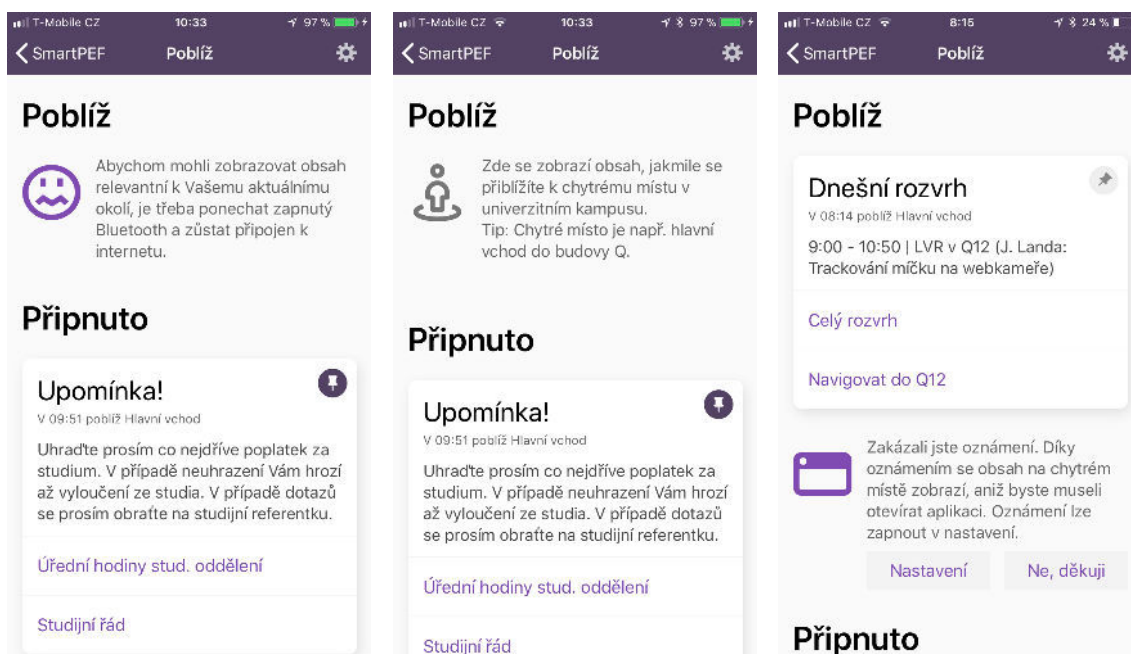 T-Mobile CZ 10:33 97 %
SmartPEF Poblíž
Poblíž
Abychom mohli zobrazovat obsah
relevantní k Vašemu aktuálnímu
okolí, je třeba ponechat zapnutý
Bluetooth a zůstat připojen k
internetu.
Připnuto
Upomínka!
V 09:51 poblíž Hlavní vchod
Uhraďte prosím co nejdříve poplatek za
studium. V případě neuhrazení Vám hrozí
až vyloučení ze studia. V případě dotazů
se prosím obraťte na studijní referentku.
Úřední hodiny stud. oddělení
Studijní řád
T-Mobile CZ 10:33 97 %
SmartPEF Poblíž
Poblíž
Zde se zobrazí obsah, jakmile se
přiblížíte k chytrému místu v
univerzitním kampusu.
Tip: Chytré místo je např. hlavní
vchod do budovy Q.
Připnuto
Upomínka!
V 09:51 poblíž Hlavní vchod
Uhraďte prosím co nejdříve poplatek za
studium. V případě neuhrazení Vám hrozí
až vyloučení ze studia. V případě dotazů
se prosím obraťte na studijní referentku.
Úřední hodiny stud. oddělení
Studijní řád
T-Mobile CZ 8:15 24 %
SmartPEF Poblíž
Poblíž
Dnešní rozvrh
V 08:14 poblíž Hlavní vchod
9:00 - 10:50 | LVR v Q12 (J. Landa:
Trackování míčku na webkameře)
Celý rozvrh
Navigovat do Q12
Zakázali jste oznámení. Díky
oznámením se obsah na chytrém
místě zobrazí, aniž byste museli
otevírat aplikaci. Oznámení lze
zapnout v nastavení.
Nastavení Ne, děkuji
Připnuto